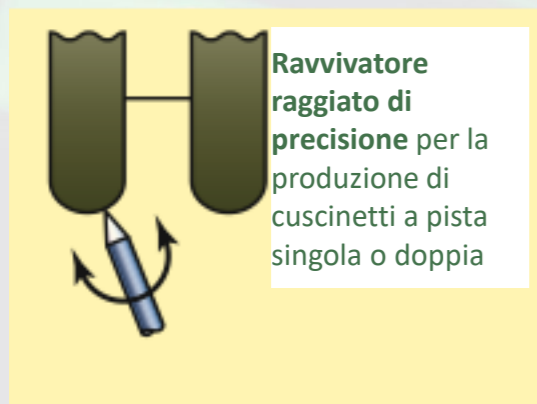 Ravvivatore
raggiato di
precisione per la
produzione di
cuscinetti a pista
singola o doppia